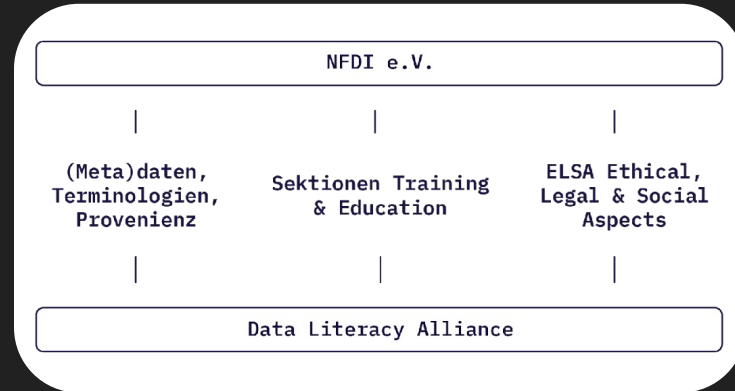 NFDI e.V.
(Meta)daten,
Terminologien,
Provenienz
Sektionen Training
& Education
ELSA Ethical,
Legal & Social
Aspects
Data Literacy Alliance